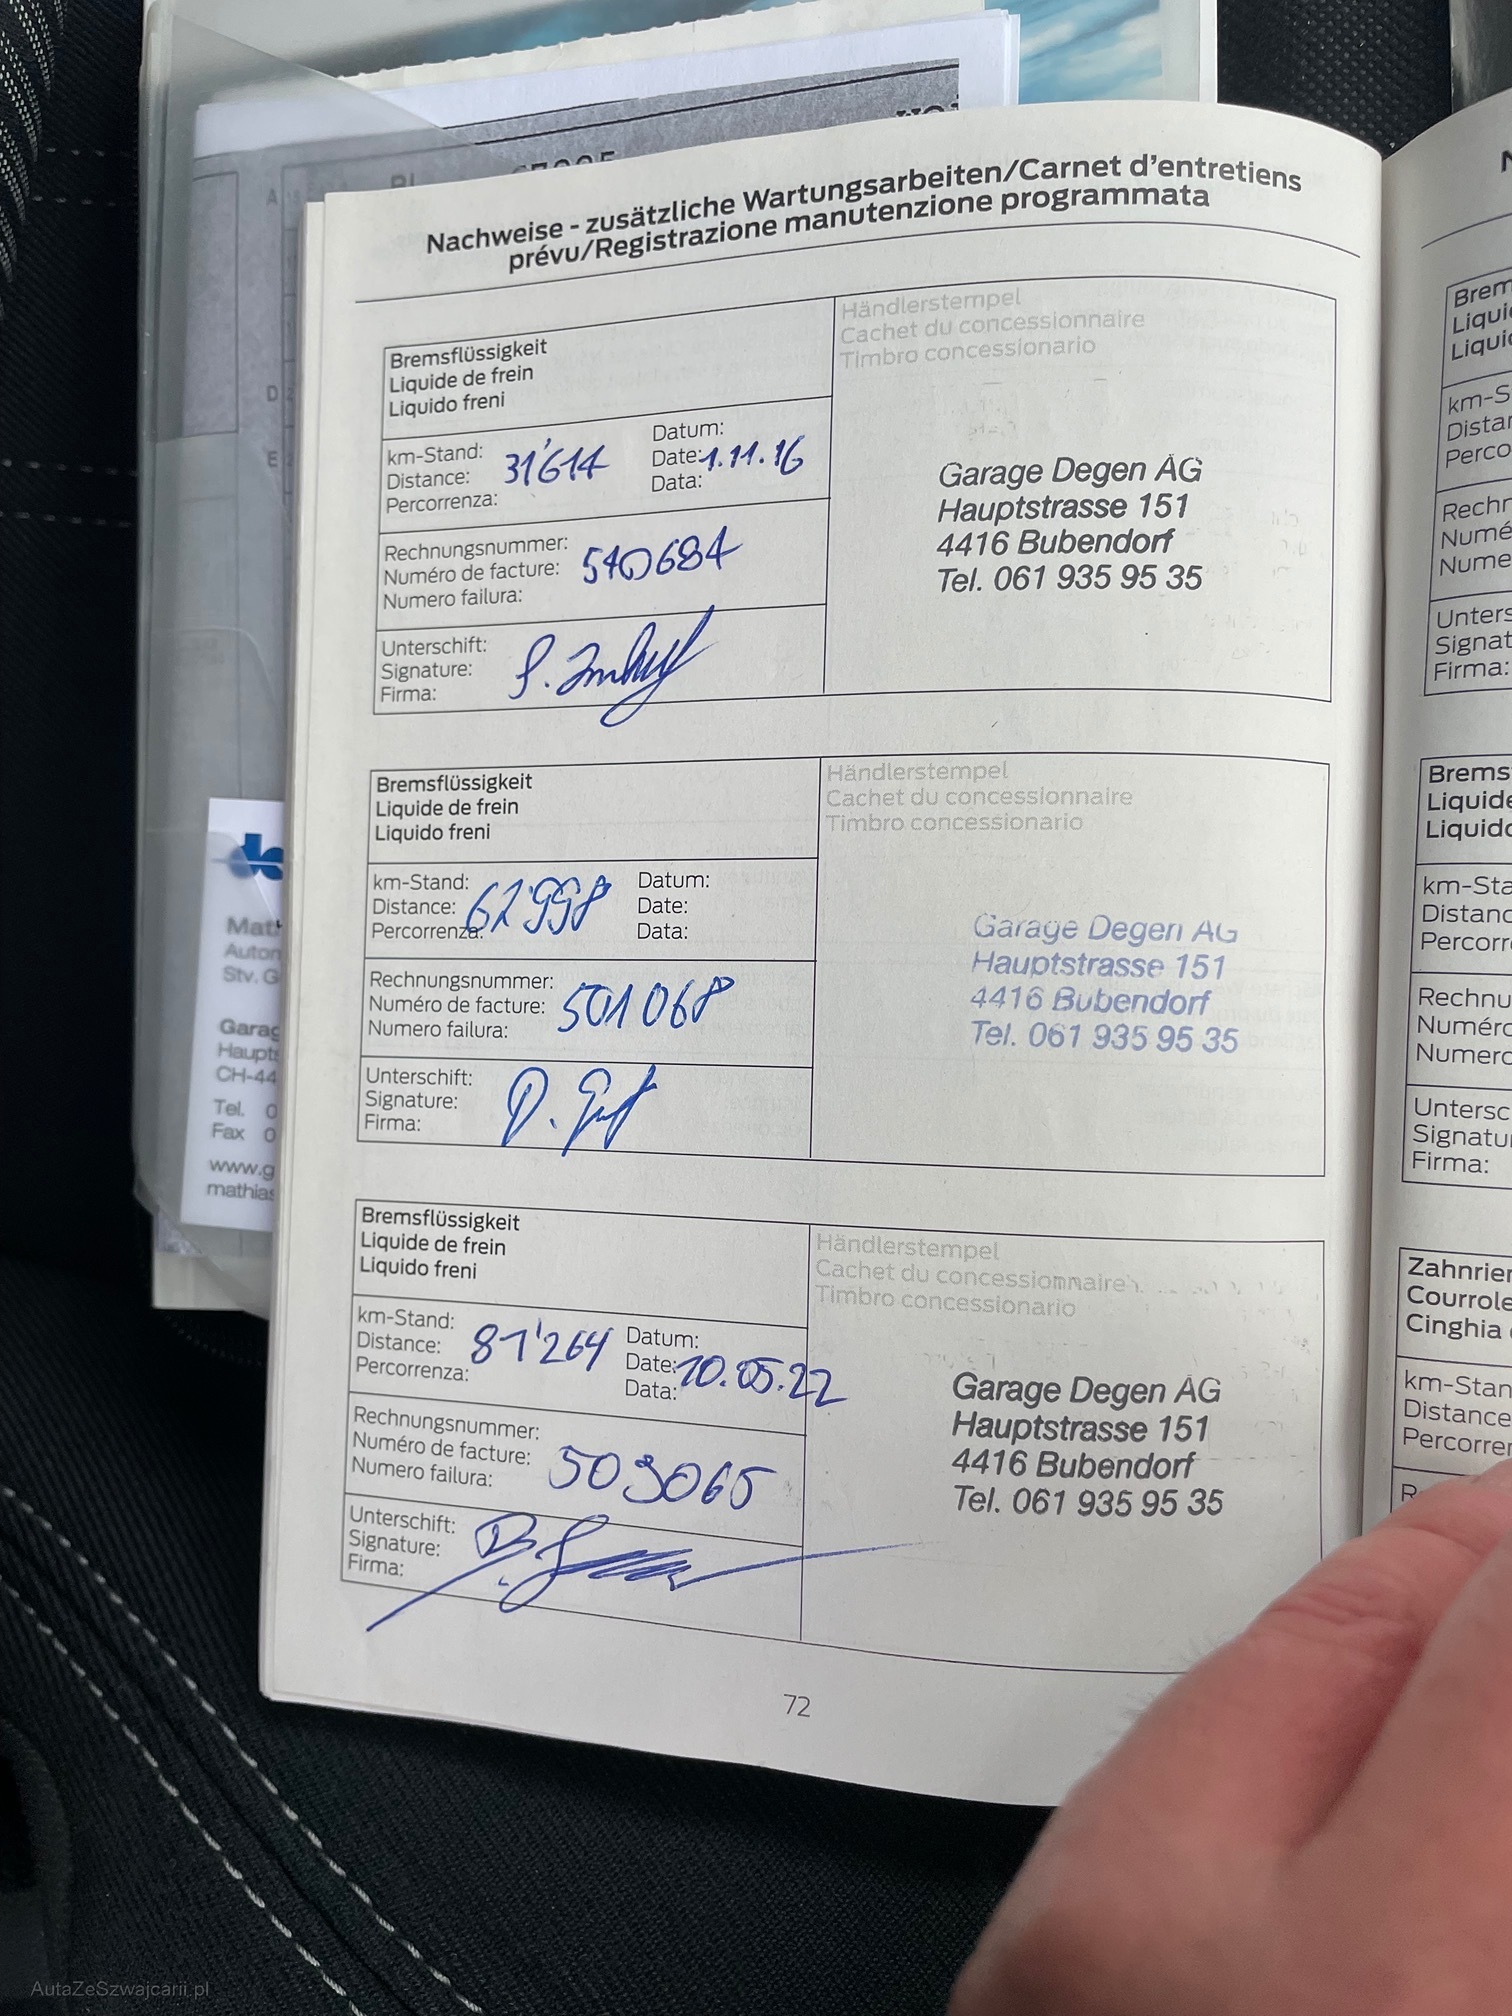 Nachweise - zusätzliche Wartungsarbeiten/Carnet d'entretiens
prévu/Registrazione manutenzione programmata
Bremsflüssigkeit
Liquide de frein
Liquido freni
km-Stand:
Distance: 31'614
Percorrenza:
Datum:
Date: 1.11.16
Data:
Rechnungsnummer:
Numéro de facture: 540684
Numero failura:
Unterschift:
Signature:
Firma:
Händlerstempel
Cachet du concessionnaire
Timbro concessionario
Garage Degen AG
Hauptstrasse 151
4416 Bubendorf
Tel. 061 935 95 35
Bremsflüssigkeit
Liquide de frein
Liquido freni
km-Stand:
Distance: 62'998
Percorrenza:
Datum:
Date:
Data:
Rechnungsnummer:
Numéro de facture: 501068
Numero failura:
Unterschift:
Signature:
Firma:
Händlerstempel
Cachet du concessionnaire
Timbro concessionario
Garage Degen AG
Hauptstrasse 151
4416 Bubendorf
Tel. 061 935 95 35
Bremsflüssigkeit
Liquide de frein
Liquido freni
km-Stand:
Distance: 81'264
Percorrenza:
Datum:
Date: 10.05.22
Data:
Rechnungsnummer:
Numéro de facture: 503065
Numero failura:
Unterschift:
Signature:
Firma:
Händlerstempel
Cachet du concessionnaire
Timbro concessionario
Garage Degen AG
Hauptstrasse 151
4416 Bubendorf
Tel. 061 935 95 35
72
Firma:
Firma:
Tel.
Fax
AutaZeSzwajcarii.pl